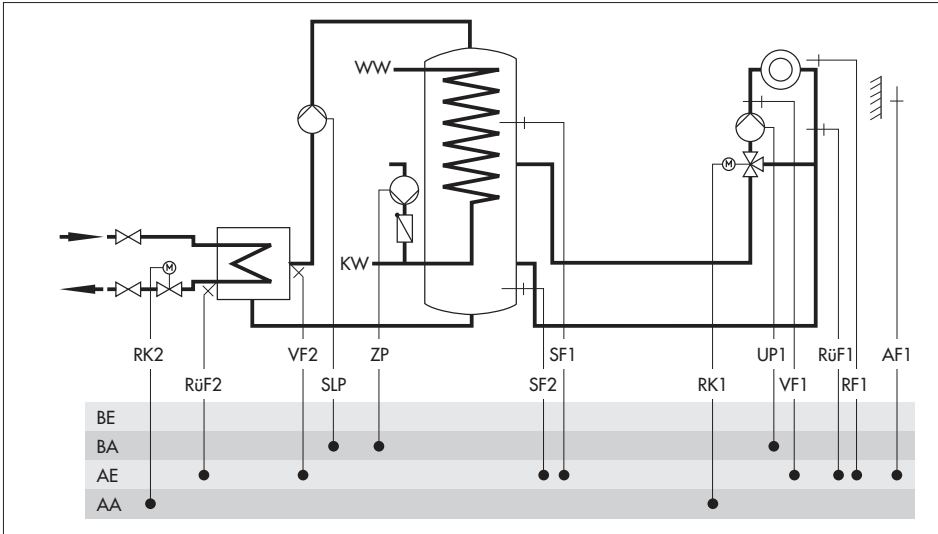 WW
M
KW
M
RK2 VF2 ZP SF1 UP1 RüF1 AF1
RüF2 SLP SF2 RK1 VF1 RF1
BE
BA
AE
AA